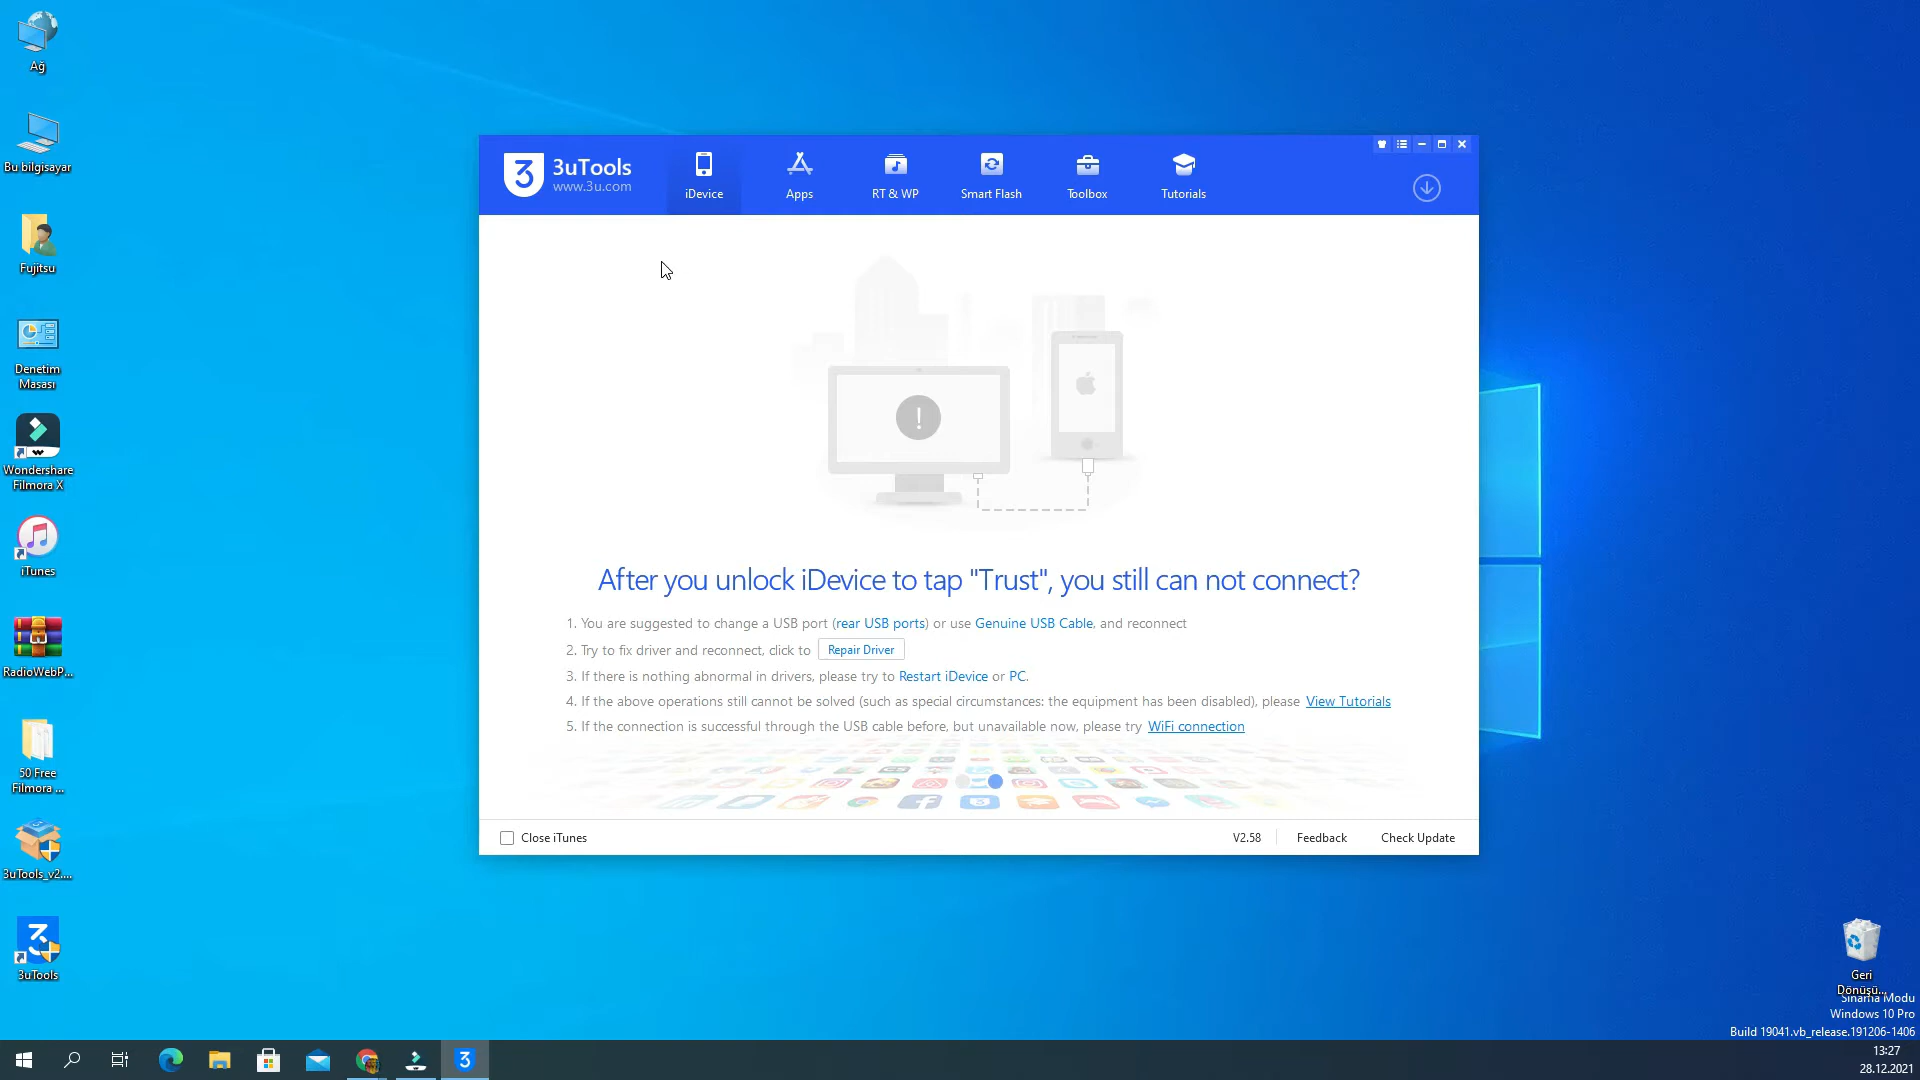 Ağ
Bu bilgisayar
Fujitsu
Denetim
Masası
Wondershare
Filmora X
iTunes
RadioWebP...
50 Free
Filmora ...
3uTools_v2....
3uTools
3uTools
www.3u.com
iDevice
Apps
RT & WP
Smart Flash
Toolbox
Tutorials
After you unlock iDevice to tap "Trust", you still can not connect?
1. You are suggested to change a USB port (rear USB ports) or use Genuine USB Cable, and reconnect
2. Try to fix driver and reconnect, click to Repair Driver
3. If there is nothing abnormal in drivers, please try to Restart iDevice or PC.
4. If the above operations still cannot be solved (such as special circumstances: the equipment has been disabled), please View Tutorials
5. If the connection is successful through the USB cable before, but unavailable now, please try WiFi connection
Close iTunes
V2.58
Feedback
Check Update
Geri
Dönüşü...
Sınama Modu
Windows 10 Pro
Build 19041.vb_release.191206-1406
13:27
28.12.2021